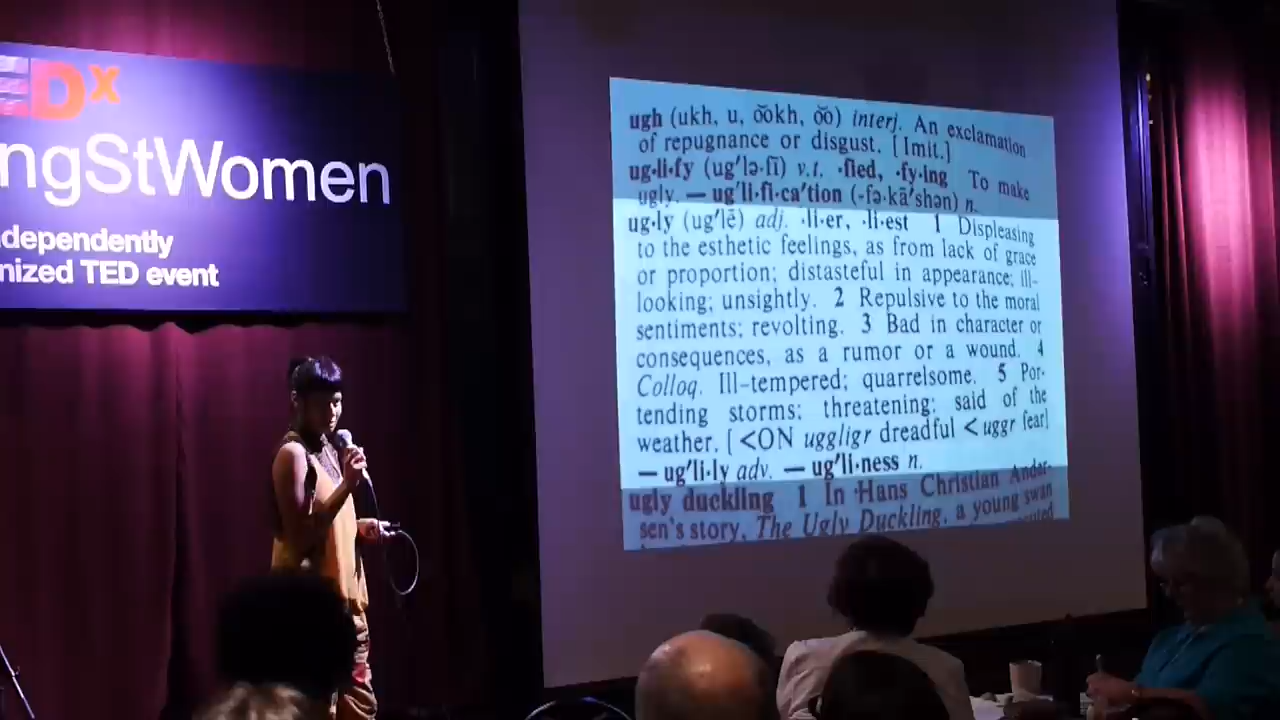 EDx
ngStWomen
dependently
nized TED event
ugh (ukh, u, o͝okh, o͝o) interj. An exclamation
of repugnance or disgust. [Imit.]
ug·li·fy (ug′lə·fī) v.t. ·fied, ·fy·ing To make
ugly. — ug′li·fi·ca′tion (-fə·kā′shən) n.
ug·ly (ug′lē) adj. ·li·er, ·li·est 1 Displeasing
to the esthetic feelings, as from lack of grace
or proportion; distasteful in appearance; ill-
looking; unsightly. 2 Repulsive to the moral
sentiments; revolting. 3 Bad in character or
consequences, as a rumor or a wound. 4
Colloq. Ill-tempered; quarrelsome. 5 Por-
tending storms; threatening: said of the
weather. [<ON uggligr dreadful <uggr fear]
— ug′li·ly adv. — ug′li·ness n.
ugly duckling 1 In Hans Christian Ander-
sen's story, The Ugly Duckling, a young swan